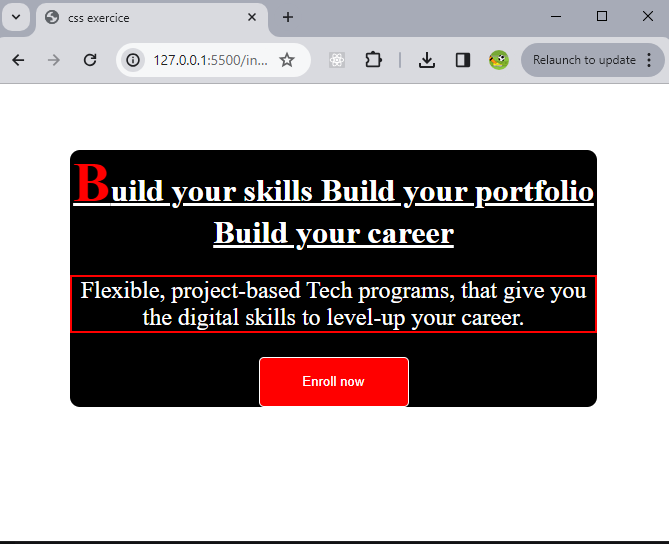 css exercice
127.0.0.1:5500/in...
Relaunch to update
Build your skills Build your portfolio
Build your career
Flexible, project-based Tech programs, that give you
the digital skills to level-up your career.
Enroll now